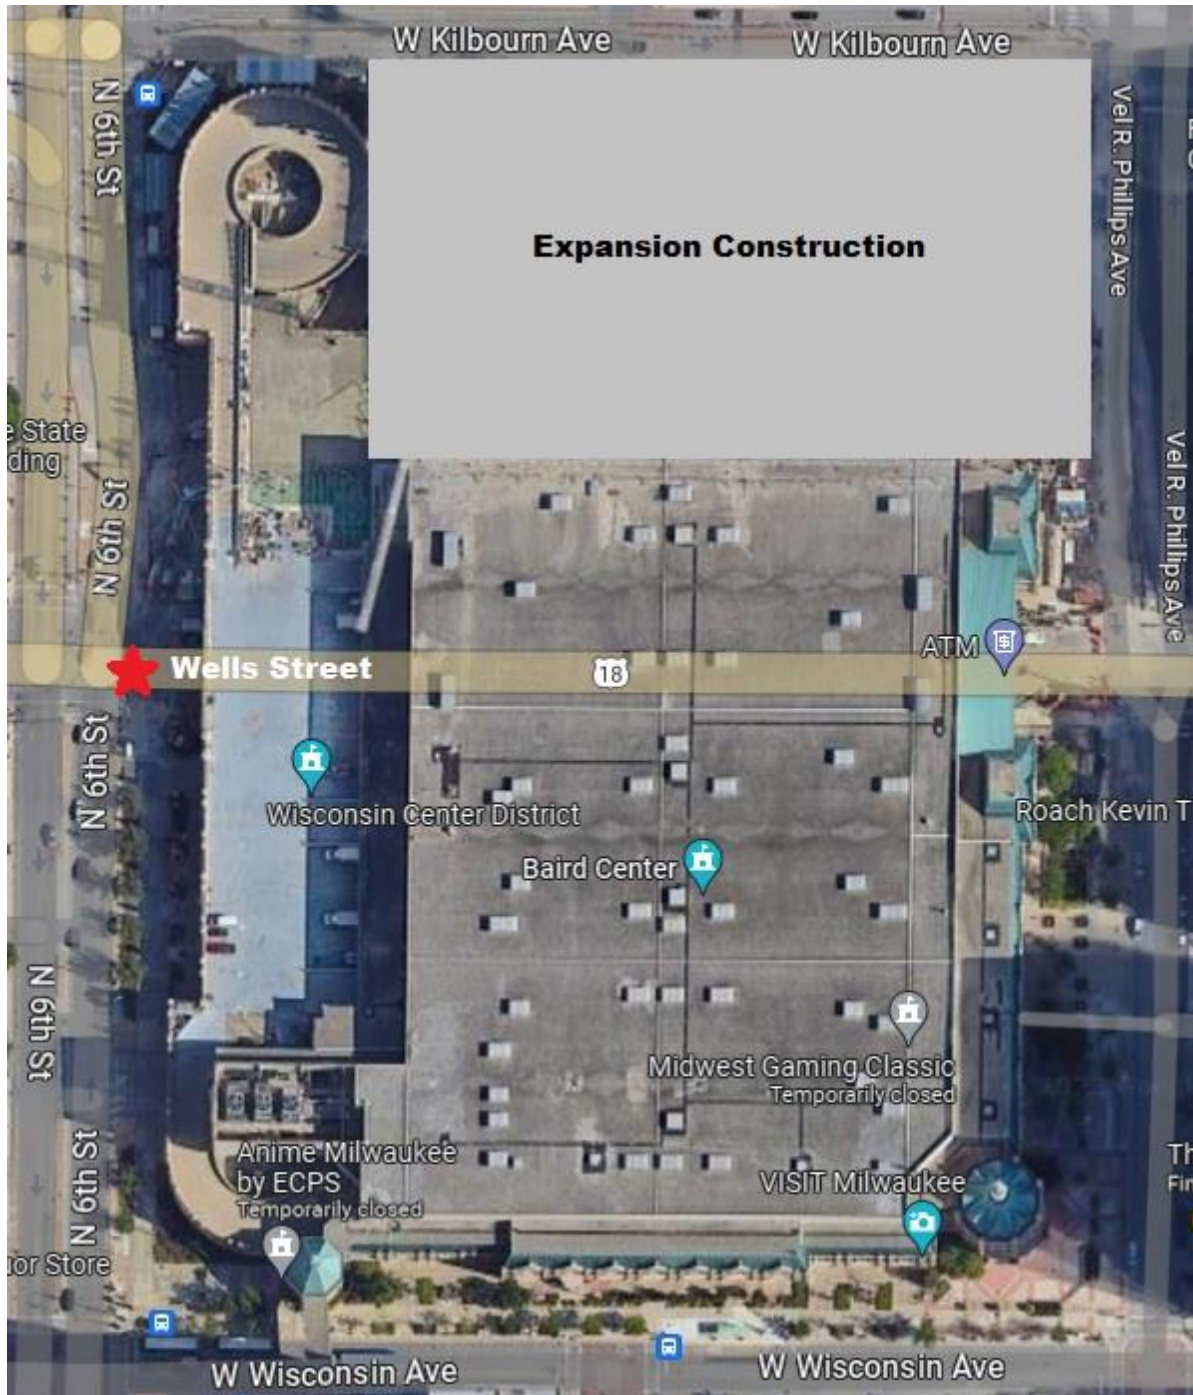 W Kilbourn Ave
W Kilbourn Ave
N 6th St
Vel R. Phillips Ave
Expansion Construction
State
N 6th St
Vel R. Phillips Ave
ATM
Wells Street
18
N 6th St
Wisconsin Center District
Roach Kevin T
Baird Center
N 6th St
Midwest Gaming Classic
Temporarily closed
Anime Milwaukee
by ECPS
Temporarily closed
N 6th St
VISIT Milwaukee
Store
W Wisconsin Ave
W Wisconsin Ave